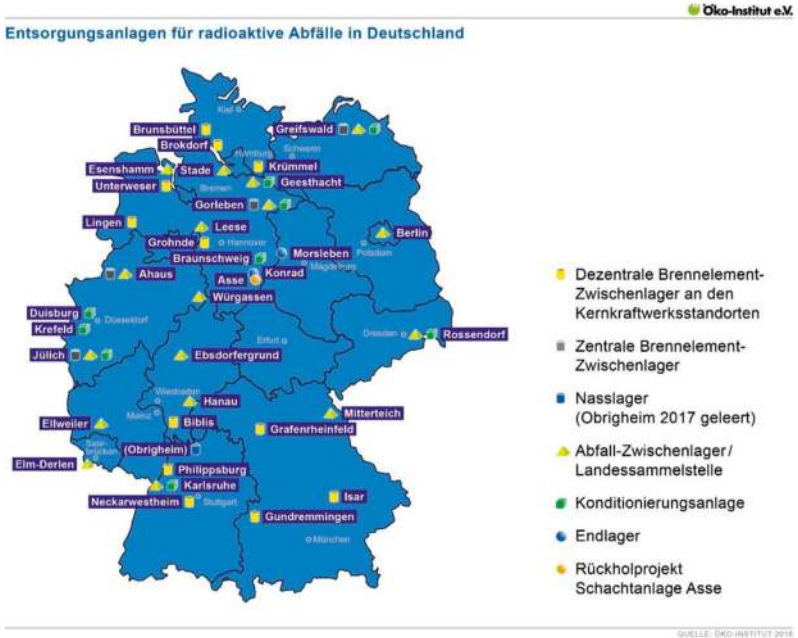 Öko-Institut e.V.
Entsorgungsanlagen für radioaktive Abfälle in Deutschland
Kiel
Brunsbüttel
Greifswald
Brokdorf
Hamburg
Schwerin
Esenshamm
Stade
Krümmel
Unterweser
Bremen
Geesthacht
Gorleben
Lingen
Leese
Berlin
Grohnde
Hannover
Potsdam
Braunschweig
Morsleben
Magdeburg
Ahaus
Konrad
Asse
Würgassen
Duisburg
Düsseldorf
Krefeld
Erfurt
Dresden
Rossendorf
Jülich
Ebsdorfergrund
Wiesbaden
Hanau
Mainz
Mitterteich
Ellweiler
Biblis
Grafenrheinfeld
Saar-
brücken
(Obrigheim)
Elm-Derlen
Philippsburg
Karlsruhe
Neckarwestheim
Stuttgart
Isar
Gundremmingen
München
Dezentrale Brennelement-
Zwischenlager an den
Kernkraftwerksstandorten
Zentrale Brennelement-
Zwischenlager
Nasslager
(Obrigheim 2017 geleert)
Abfall-Zwischenlager/
Landessammelstelle
Konditionierungsanlage
Endlager
Rückholprojekt
Schachtanlage Asse
QUELLE: ÖKO-INSTITUT 2018